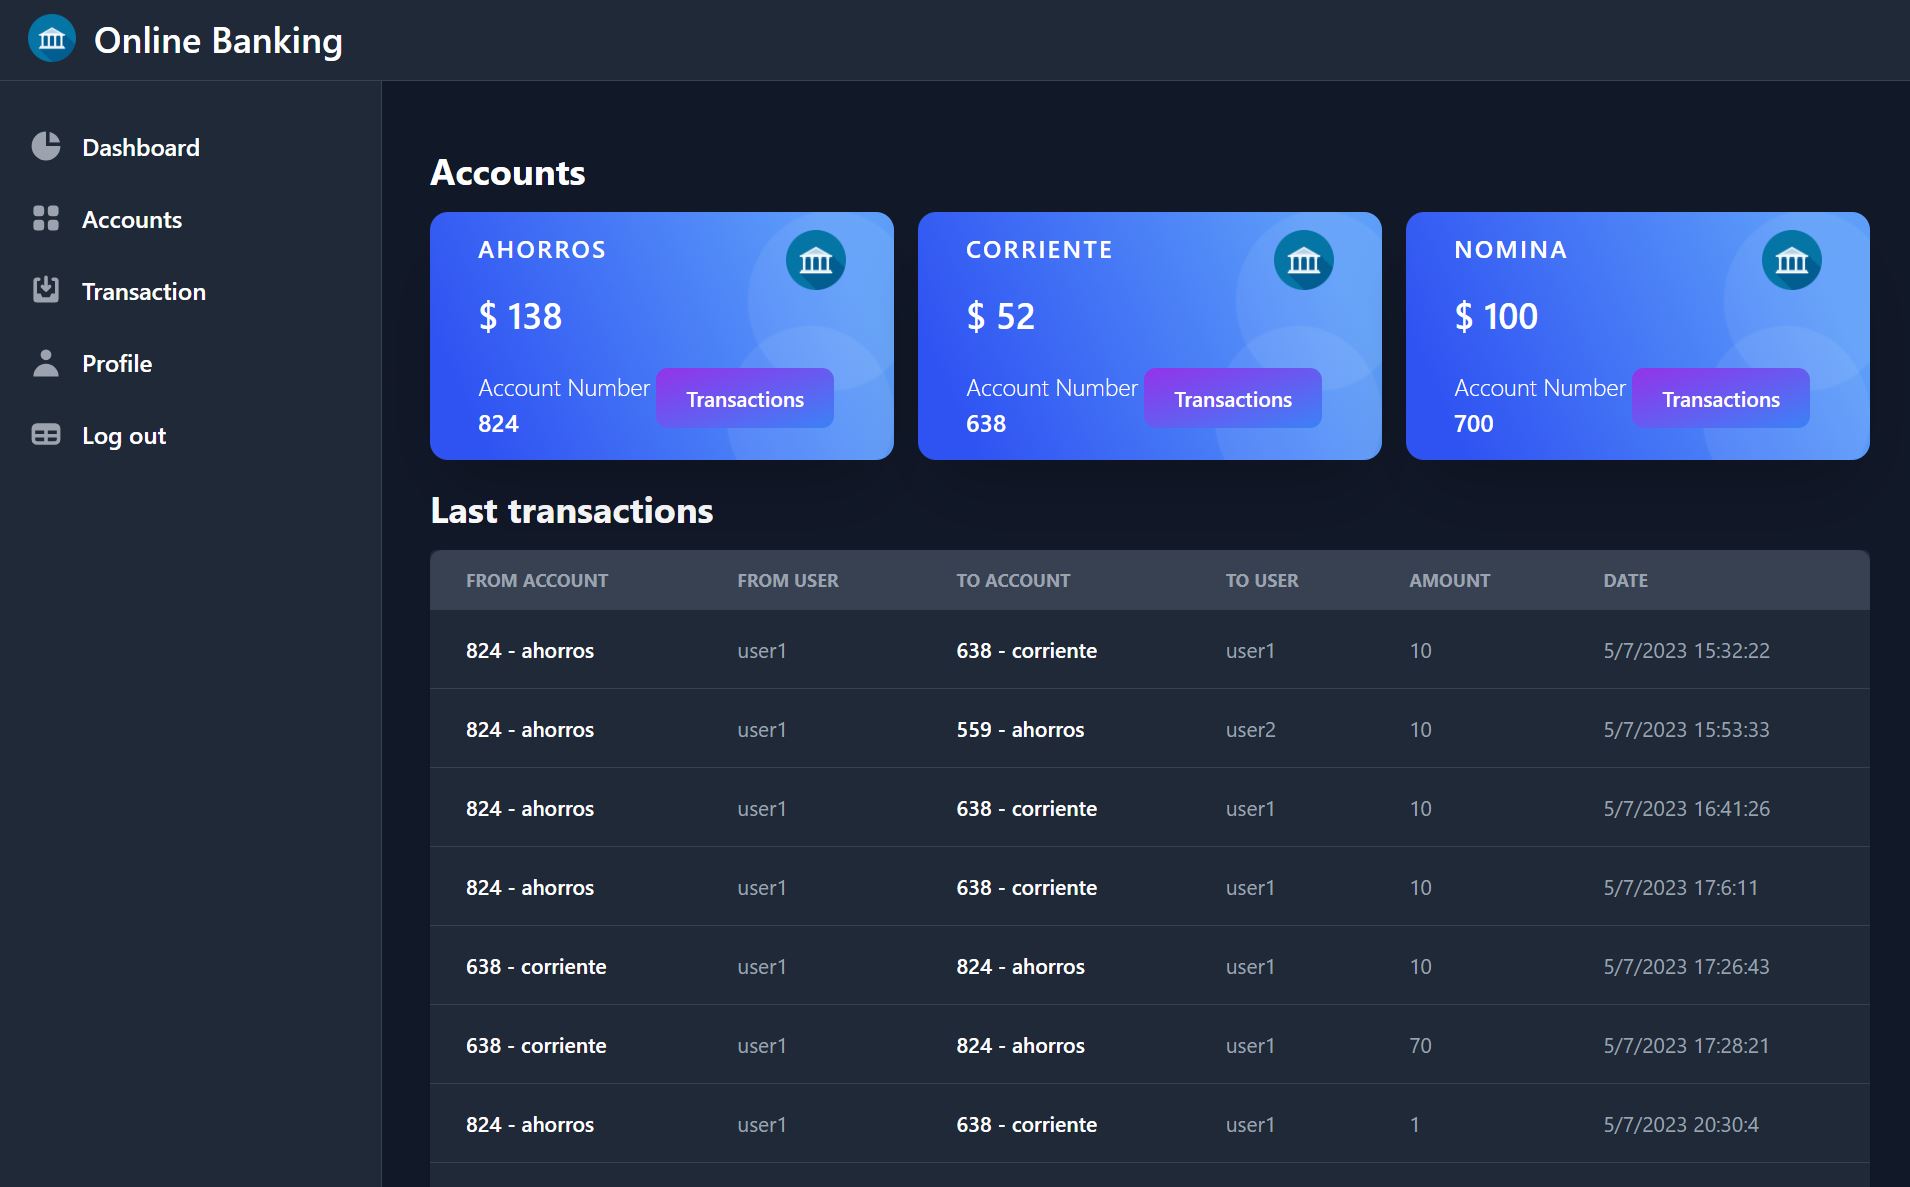 Online Banking
Dashboard
Accounts
Transaction
Profile
Log out
Accounts
AHORROS
$ 138
Account Number
824
Transactions
CORRIENTE
$ 52
Account Number
638
Transactions
NOMINA
$ 100
Account Number
700
Transactions
Last transactions
FROM ACCOUNT FROM USER TO ACCOUNT TO USER AMOUNT DATE
824 - ahorros user1 638 - corriente user1 10 5/7/2023 15:32:22
824 - ahorros user1 559 - ahorros user2 10 5/7/2023 15:53:33
824 - ahorros user1 638 - corriente user1 10 5/7/2023 16:41:26
824 - ahorros user1 638 - corriente user1 10 5/7/2023 17:6:11
638 - corriente user1 824 - ahorros user1 10 5/7/2023 17:26:43
638 - corriente user1 824 - ahorros user1 70 5/7/2023 17:28:21
824 - ahorros user1 638 - corriente user1 1 5/7/2023 20:30:4